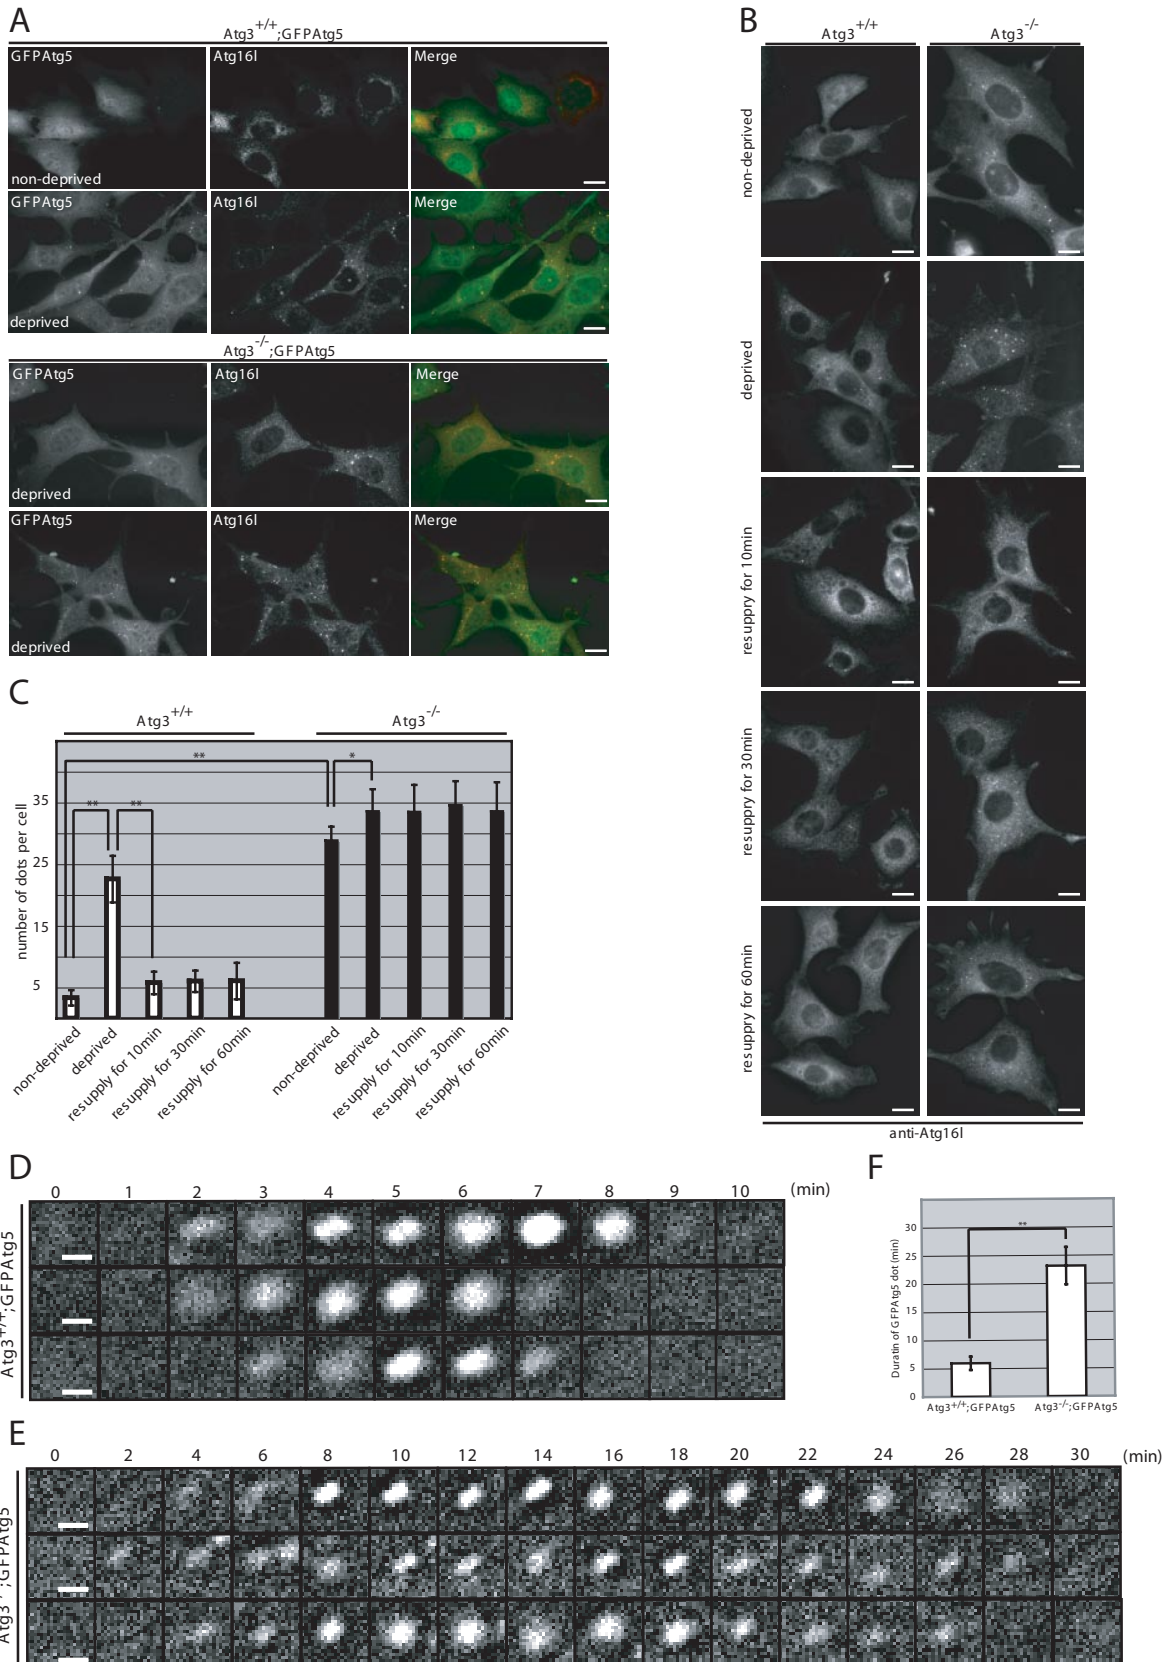 A
Atg3+/+;GFPAtg5
GFPAtg5 Atg16l Merge
non-deprived
GFPAtg5 Atg16l Merge
deprived
Atg3-/-;GFPAtg5
GFPAtg5 Atg16l Merge
deprived
GFPAtg5 Atg16l Merge
deprived
B
Atg3+/+ Atg3-/-
non-deprived
deprived
resuppry for 10min
resuppry for 30min
resuppry for 60min
anti-Atg16l
C
Atg3+/+ Atg3-/-
number of dots per cell
35
25
15
5
** ** ** *
non-deprived
deprived
resupply for 10min
resupply for 30min
resupply for 60min
non-deprived
deprived
resupply for 10min
resupply for 30min
resupply for 60min
D
0 1 2 3 4 5 6 7 8 9 10 (min)
Atg3+/+;GFPAtg5
E
0 2 4 6 8 10 12 14 16 18 20 22 24 26 28 30 (min)
Atg3-/-;GFPAtg5
F
Duratin of GFPAtg5 dot (min)
30
25
20
15
10
5
0
**
Atg3+/+;GFPAtg5 Atg3-/-;GFPAtg5